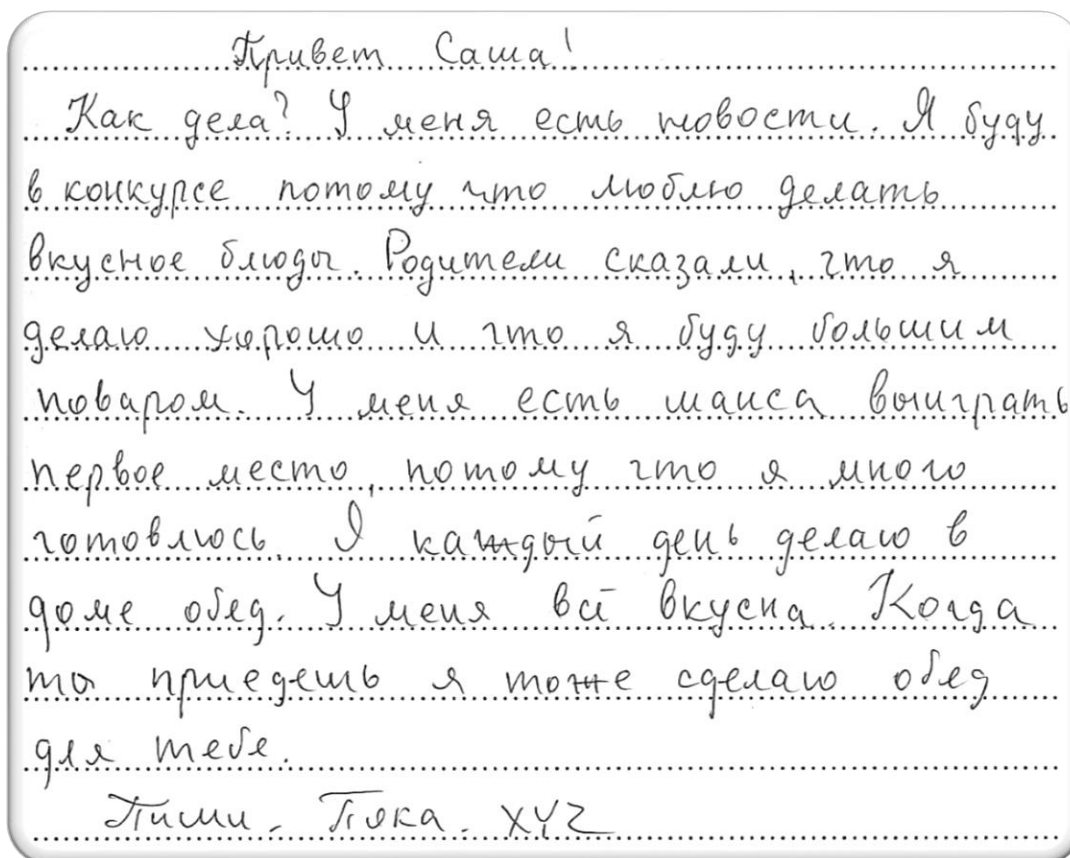 Привет Саша!
Как дела? У меня есть новости. Я буду
в конкурсе потому что люблю делать
вкусное блюды. Родители сказали, что я
делаю хорошо и что я буду большим
поваром. У меня есть шанса выиграть
первое место, потому что я много
готовлюсь. Я каждый день делаю в
доме обед. У меня всё вкусна. Когда
ты приедешь я тоже сделаю обед
для тебе.
Пиши. Пока. XYZ